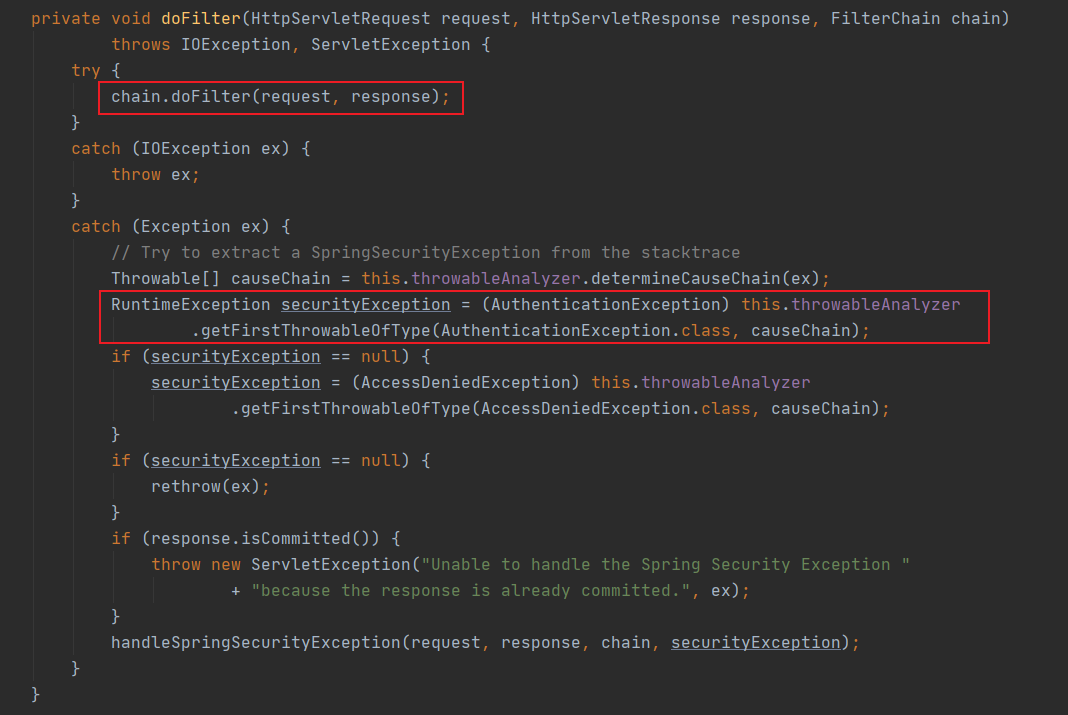 private void doFilter(HttpServletRequest request, HttpServletResponse response, FilterChain chain)
        throws IOException, ServletException {
    try {
        chain.doFilter(request, response);
    }
    catch (IOException ex) {
        throw ex;
    }
    catch (Exception ex) {
        // Try to extract a SpringSecurityException from the stacktrace
        Throwable[] causeChain = this.throwableAnalyzer.determineCauseChain(ex);
        RuntimeException securityException = (AuthenticationException) this.throwableAnalyzer
                .getFirstThrowableOfType(AuthenticationException.class, causeChain);
        if (securityException == null) {
            securityException = (AccessDeniedException) this.throwableAnalyzer
                    .getFirstThrowableOfType(AccessDeniedException.class, causeChain);
        }
        if (securityException == null) {
            rethrow(ex);
        }
        if (response.isCommitted()) {
            throw new ServletException("Unable to handle the Spring Security Exception "
                    + "because the response is already committed.", ex);
        }
        handleSpringSecurityException(request, response, chain, securityException);
    }
}